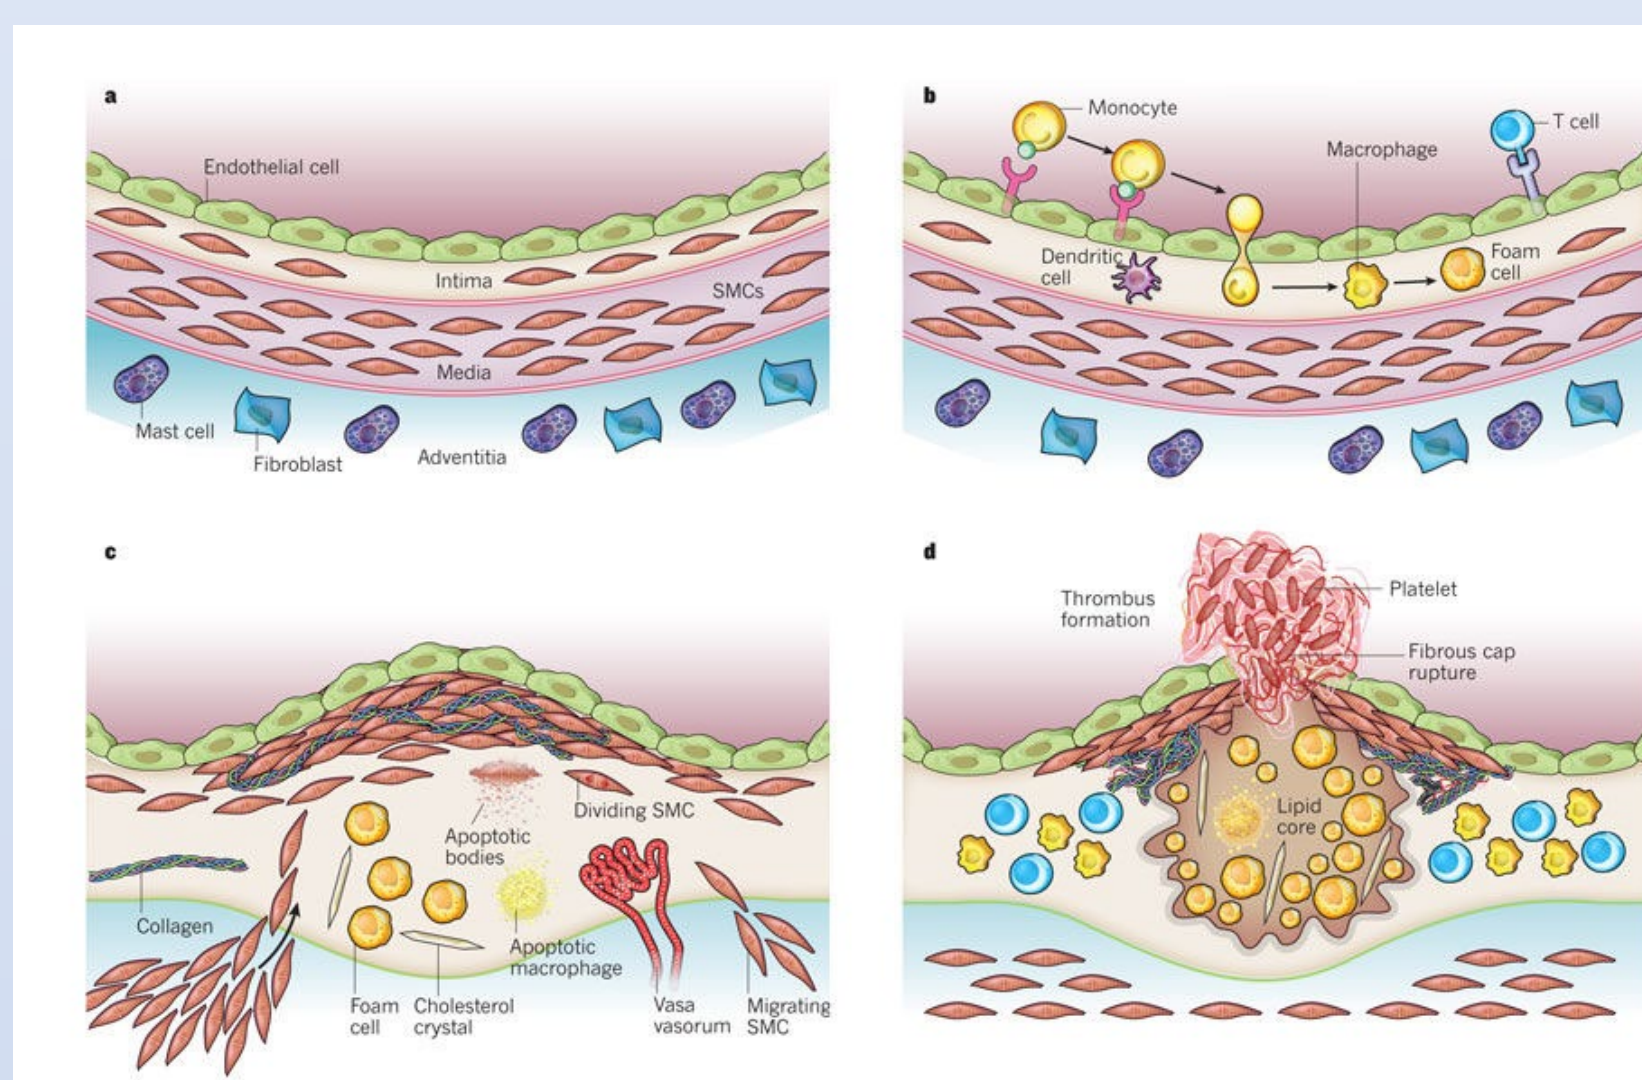 a
Endothelial cell
Intima
SMCs
Media
Mast cell
Fibroblast
Adventitia
b
Monocyte
T cell
Macrophage
Dendritic
cell
Foam
cell
c
Dividing SMC
Apoptotic
bodies
Collagen
Apoptotic
macrophage
Foam
cell
Cholesterol
crystal
Vasa
vasorum
Migrating
SMC
d
Thrombus
formation
Platelet
Fibrous cap
rupture
Lipid
core